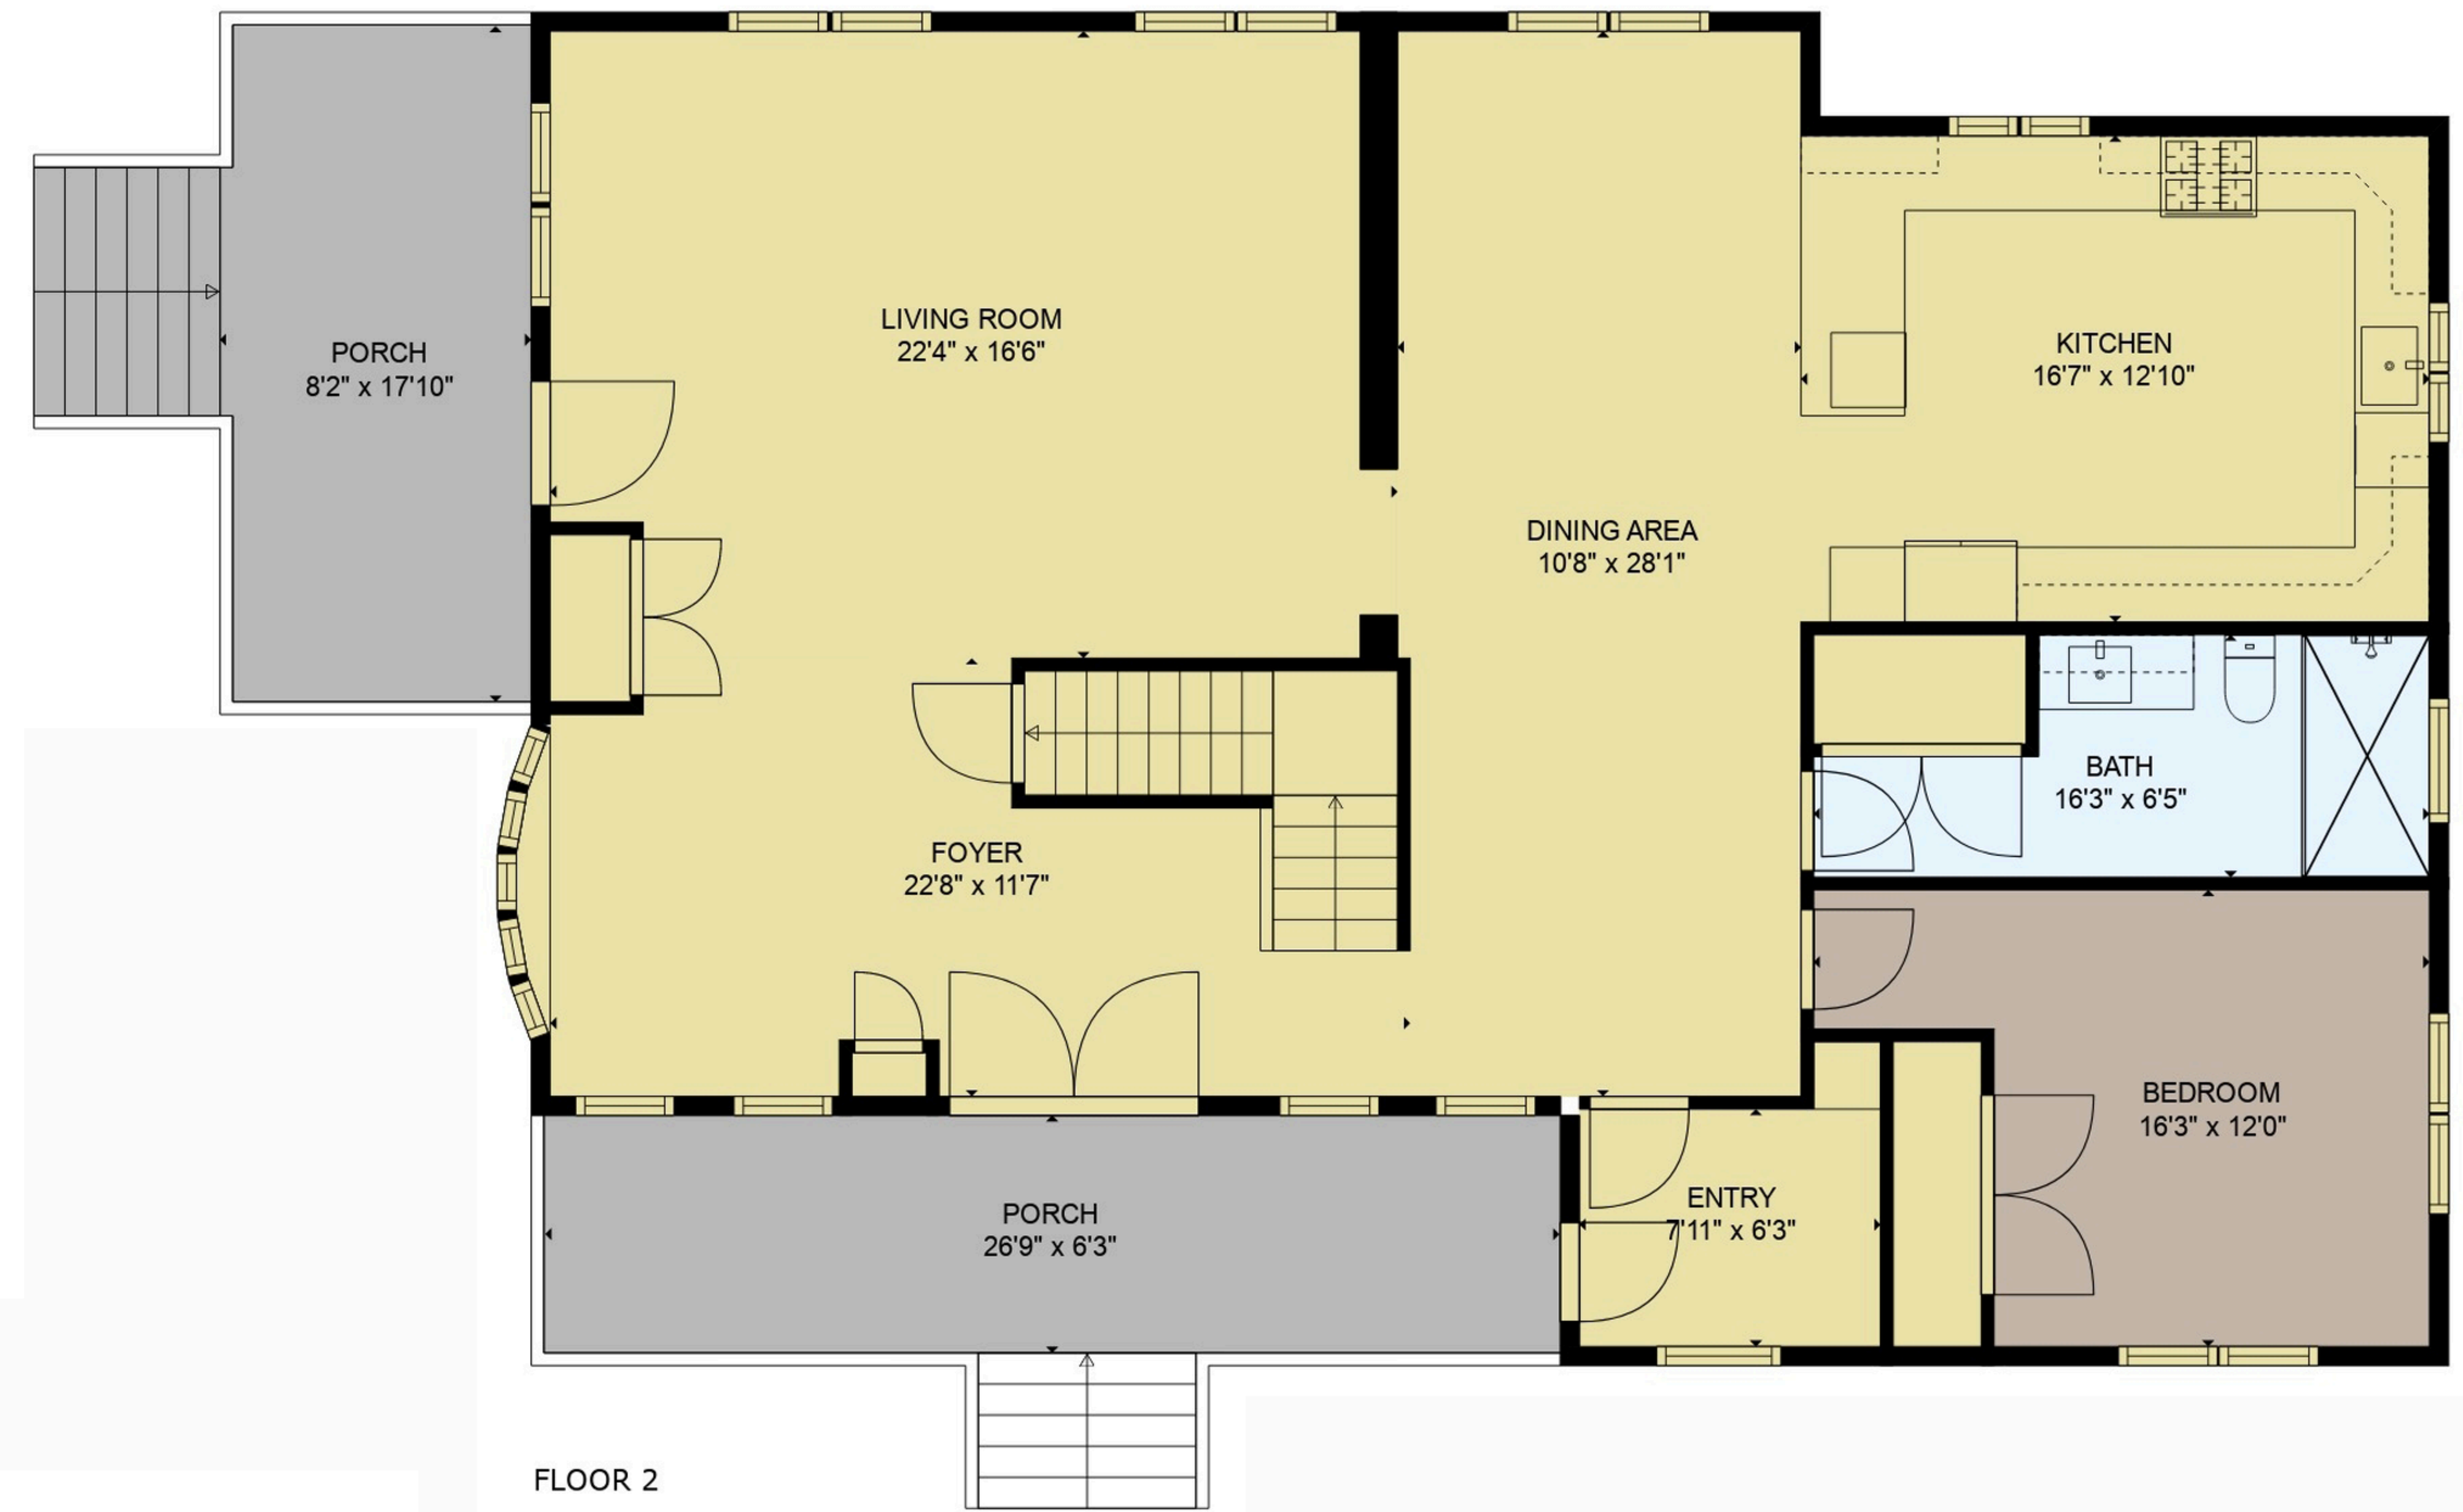 LIVING ROOM
22'4" x 16'6"
PORCH
8'2" x 17'10"
KITCHEN
16'7" x 12'10"
DINING AREA
10'8" x 28'1"
BATH
16'3" x 6'5"
FOYER
22'8" x 11'7"
BEDROOM
16'3" x 12'0"
ENTRY
7'11" x 6'3"
PORCH
26'9" x 6'3"
FLOOR 2